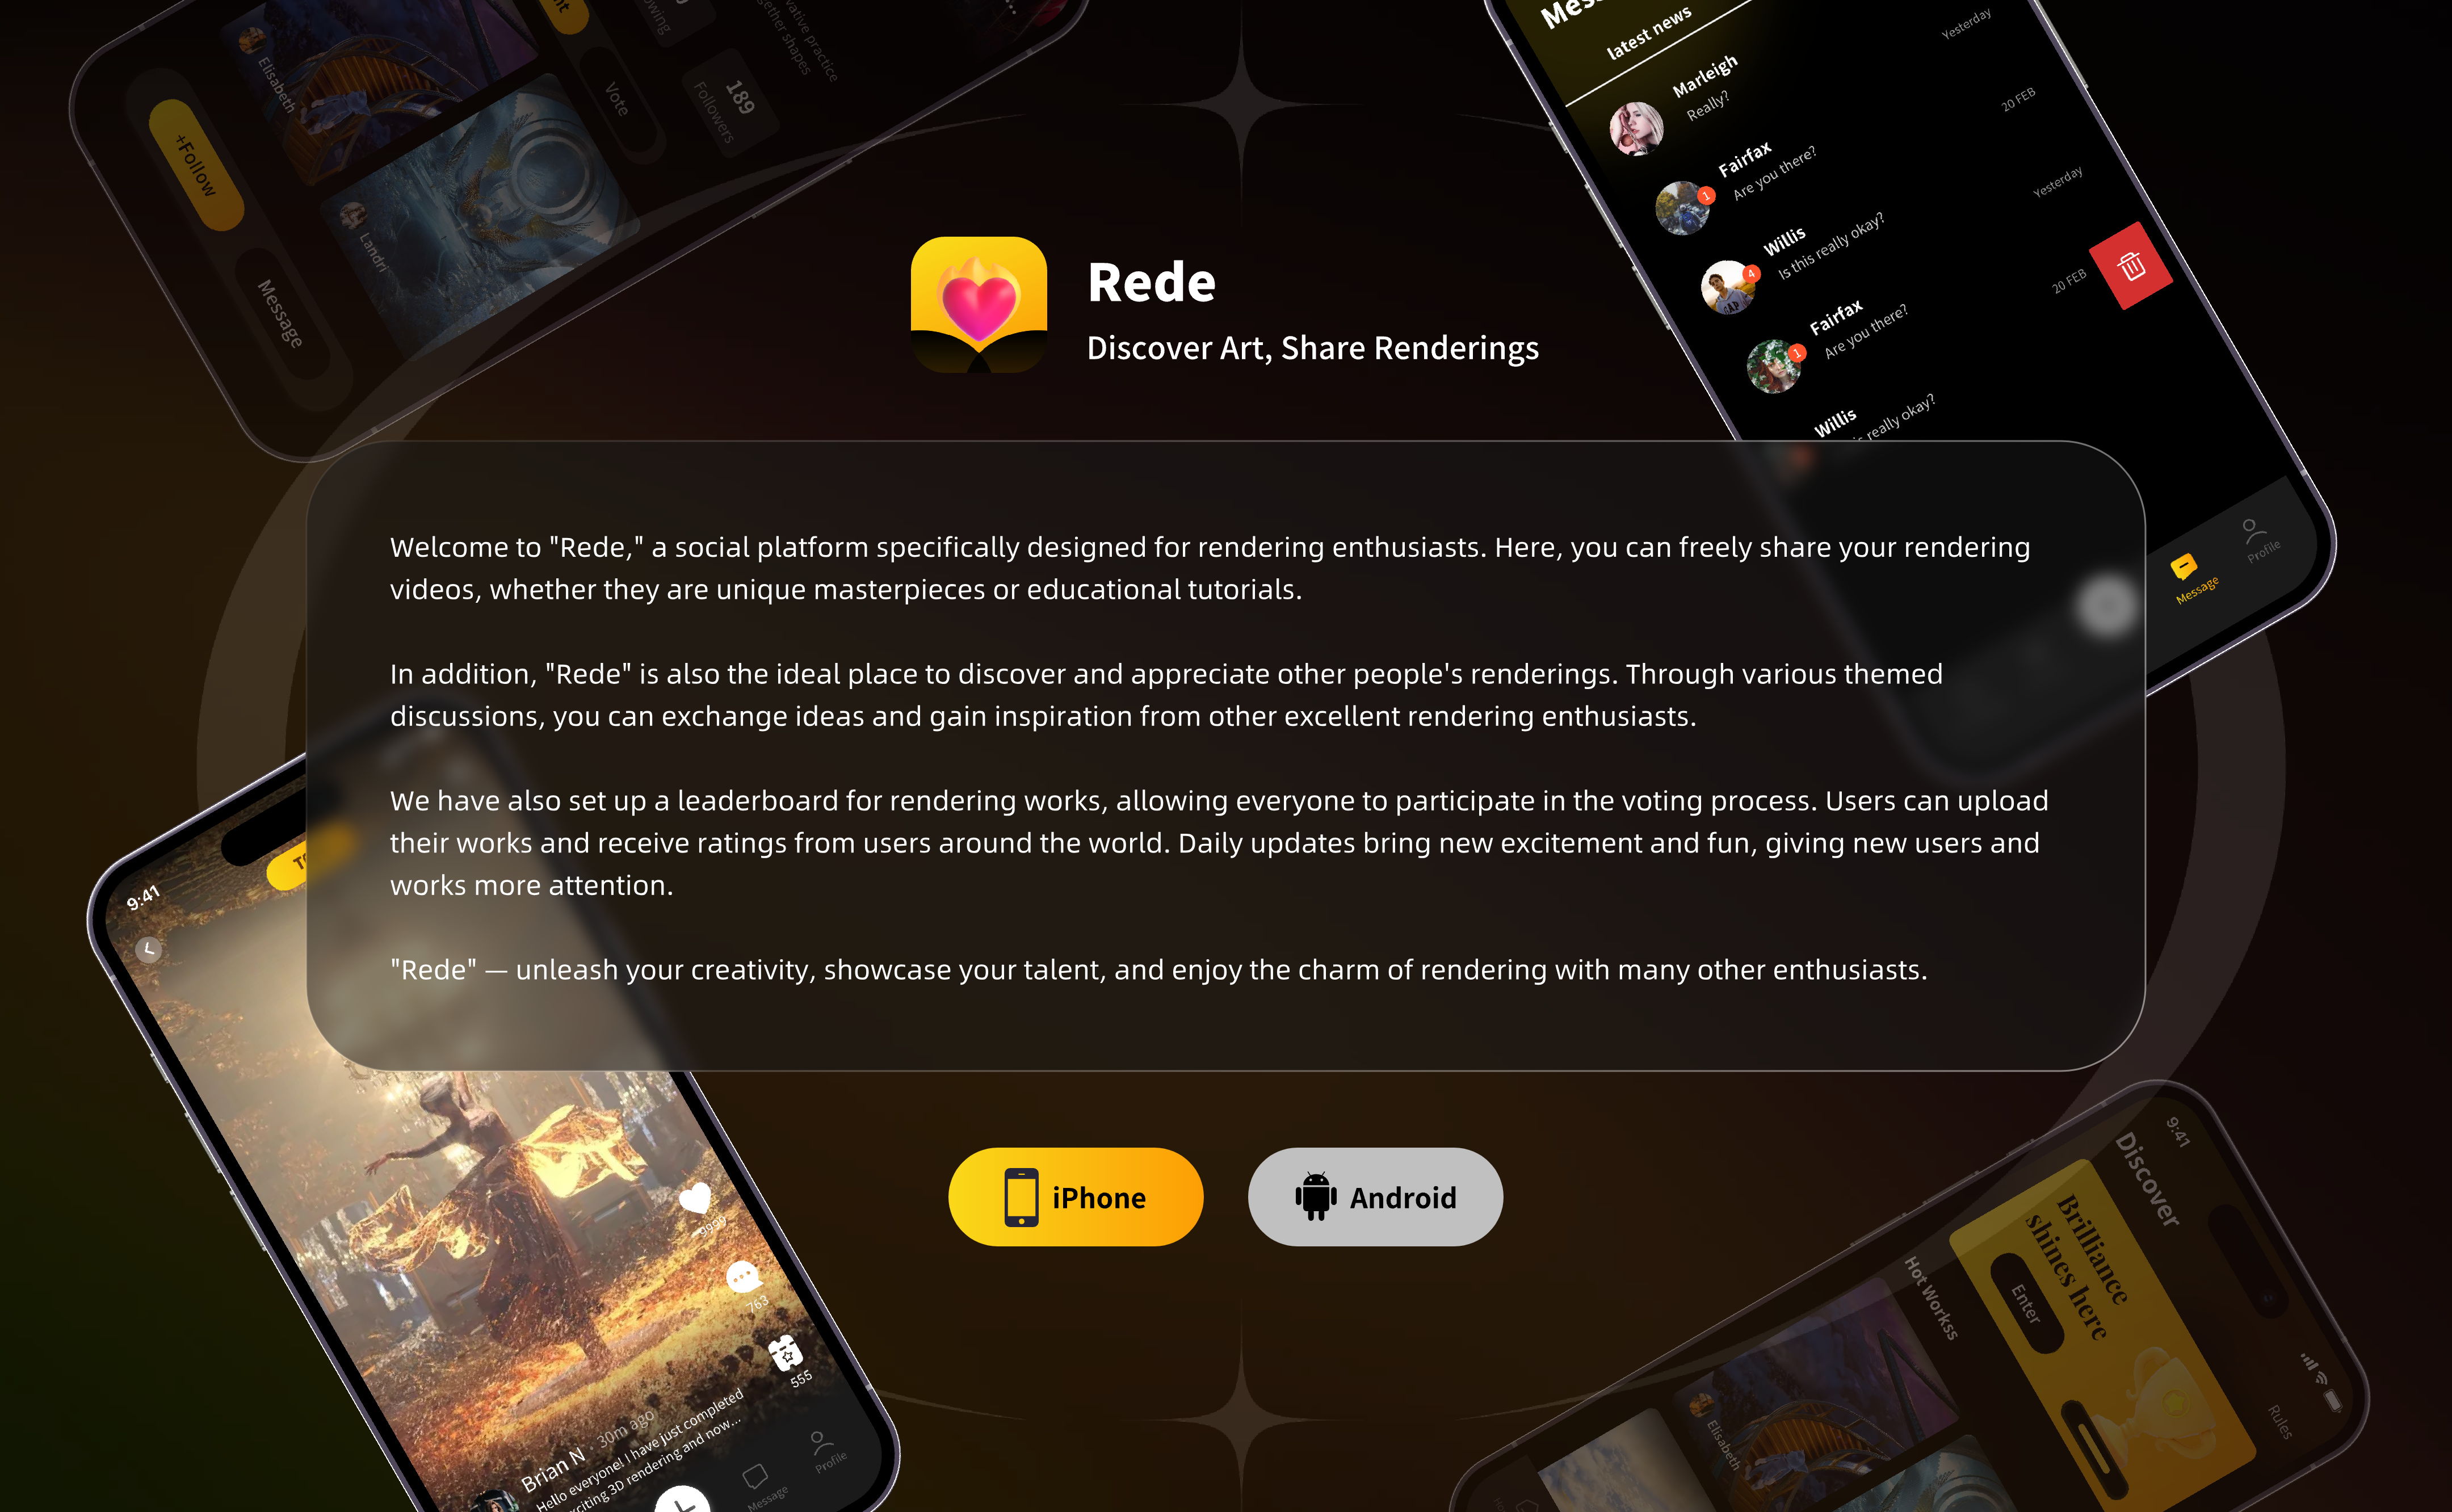 +Follow
Message
Elisabeth
Landri
Vote
189
Followers
vative practice
gether shapes
latest news
Marleigh
Really?
Yesterday
Fairfax
Are you there?
20 FEB
1
Willis
Is this really okay?
Yesterday
4
Fairfax
Are you there?
20 FEB
1
Willis
really okay?
Message
Profile
Rede
Discover Art, Share Renderings
Welcome to "Rede," a social platform specifically designed for rendering enthusiasts. Here, you can freely share your rendering
videos, whether they are unique masterpieces or educational tutorials.
In addition, "Rede" is also the ideal place to discover and appreciate other people's renderings. Through various themed
discussions, you can exchange ideas and gain inspiration from other excellent rendering enthusiasts.
We have also set up a leaderboard for rendering works, allowing everyone to participate in the voting process. Users can upload
their works and receive ratings from users around the world. Daily updates bring new excitement and fun, giving new users and
works more attention.
"Rede" — unleash your creativity, showcase your talent, and enjoy the charm of rendering with many other enthusiasts.
iPhone
Android
9:41
9999
763
555
Brian N · 30m ago
Hello everyone! I have just completed
citing 3D rendering and now...
Message
Profile
9:41
Discover
Brilliance
shines here
Enter
Rules
Hot Workss
Elisabeth